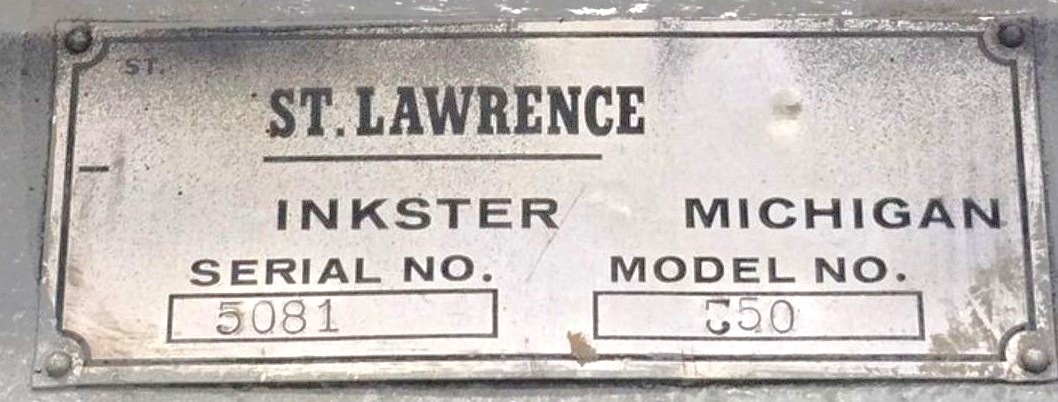 ST.
ST. LAWRENCE
INKSTER MICHIGAN
SERIAL NO. MODEL NO.
5081